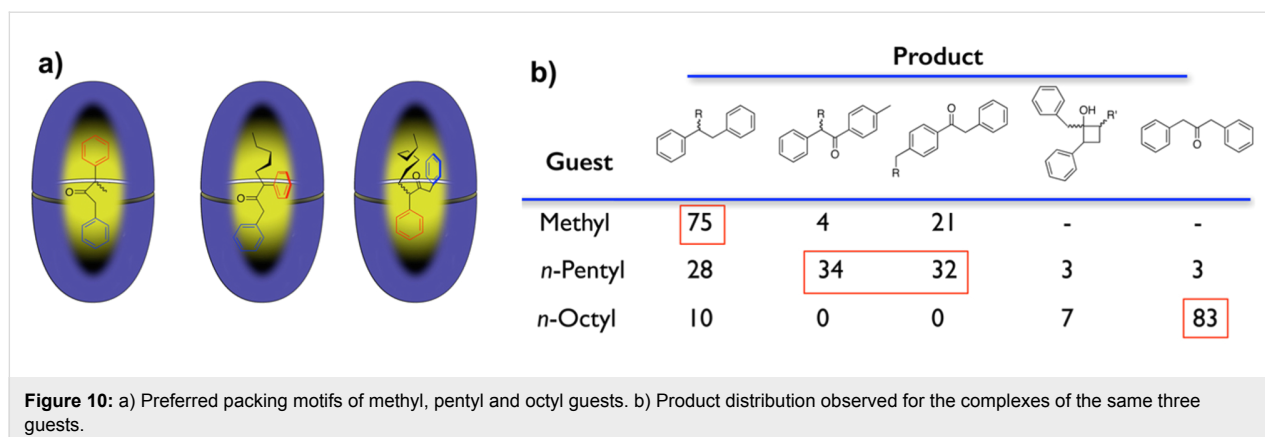 a)
b)
Product
Guest
R
R
O
O
R
OH
R'
O
Methyl 75 4 21 - -
n-Pentyl 28 34 32 3 3
n-Octyl 10 0 0 7 83
O
O
O
Figure 10: a) Preferred packing motifs of methyl, pentyl and octyl guests. b) Product distribution observed for the complexes of the same three
guests.